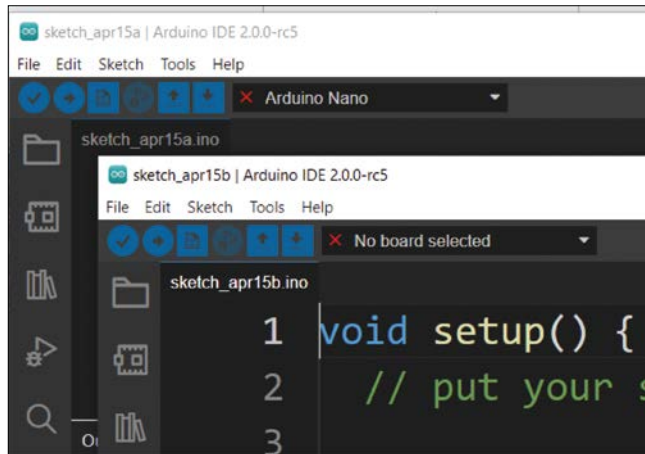 sketch_apr15a | Arduino IDE 2.0.0-rc5
File Edit Sketch Tools Help
Arduino Nano
sketch_apr15a.ino
sketch_apr15b | Arduino IDE 2.0.0-rc5
File Edit Sketch Tools Help
No board selected
sketch_apr15b.ino
1 void setup() {
2 // put your
3